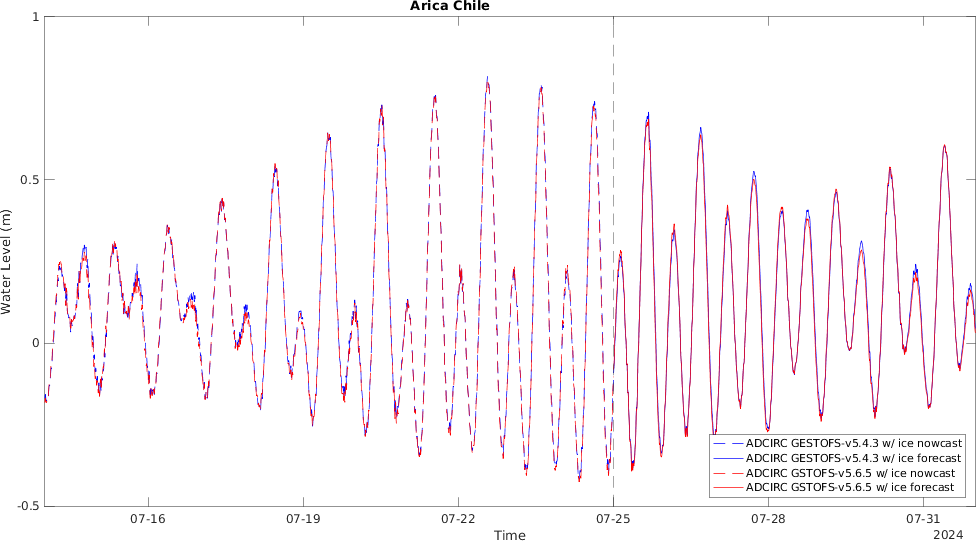 Arica Chile
1
0.5
0
-0.5
Water Level (m)
07-16
07-19
07-22
07-25
07-28
07-31
2024
Time
ADCIRC GESTOFS-v5.4.3 w/ ice nowcast
ADCIRC GESTOFS-v5.4.3 w/ ice forecast
ADCIRC GSTOFS-v5.6.5 w/ ice nowcast
ADCIRC GSTOFS-v5.6.5 w/ ice forecast